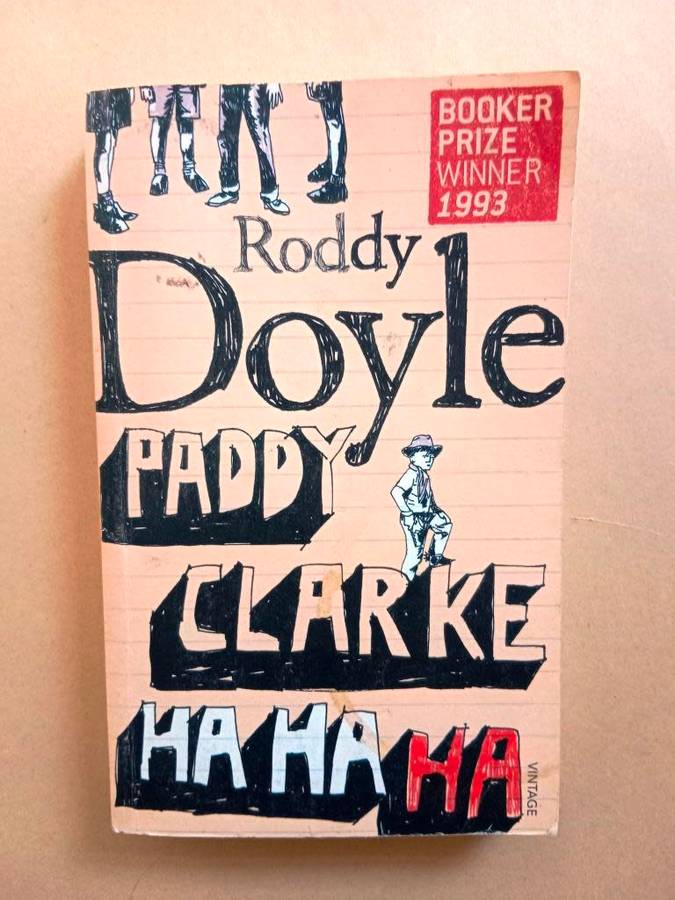 BOOKER
PRIZE
WINNER
1993
Roddy
Doyle
PADDY
CLARKE
HA HA HA
VINTAGE